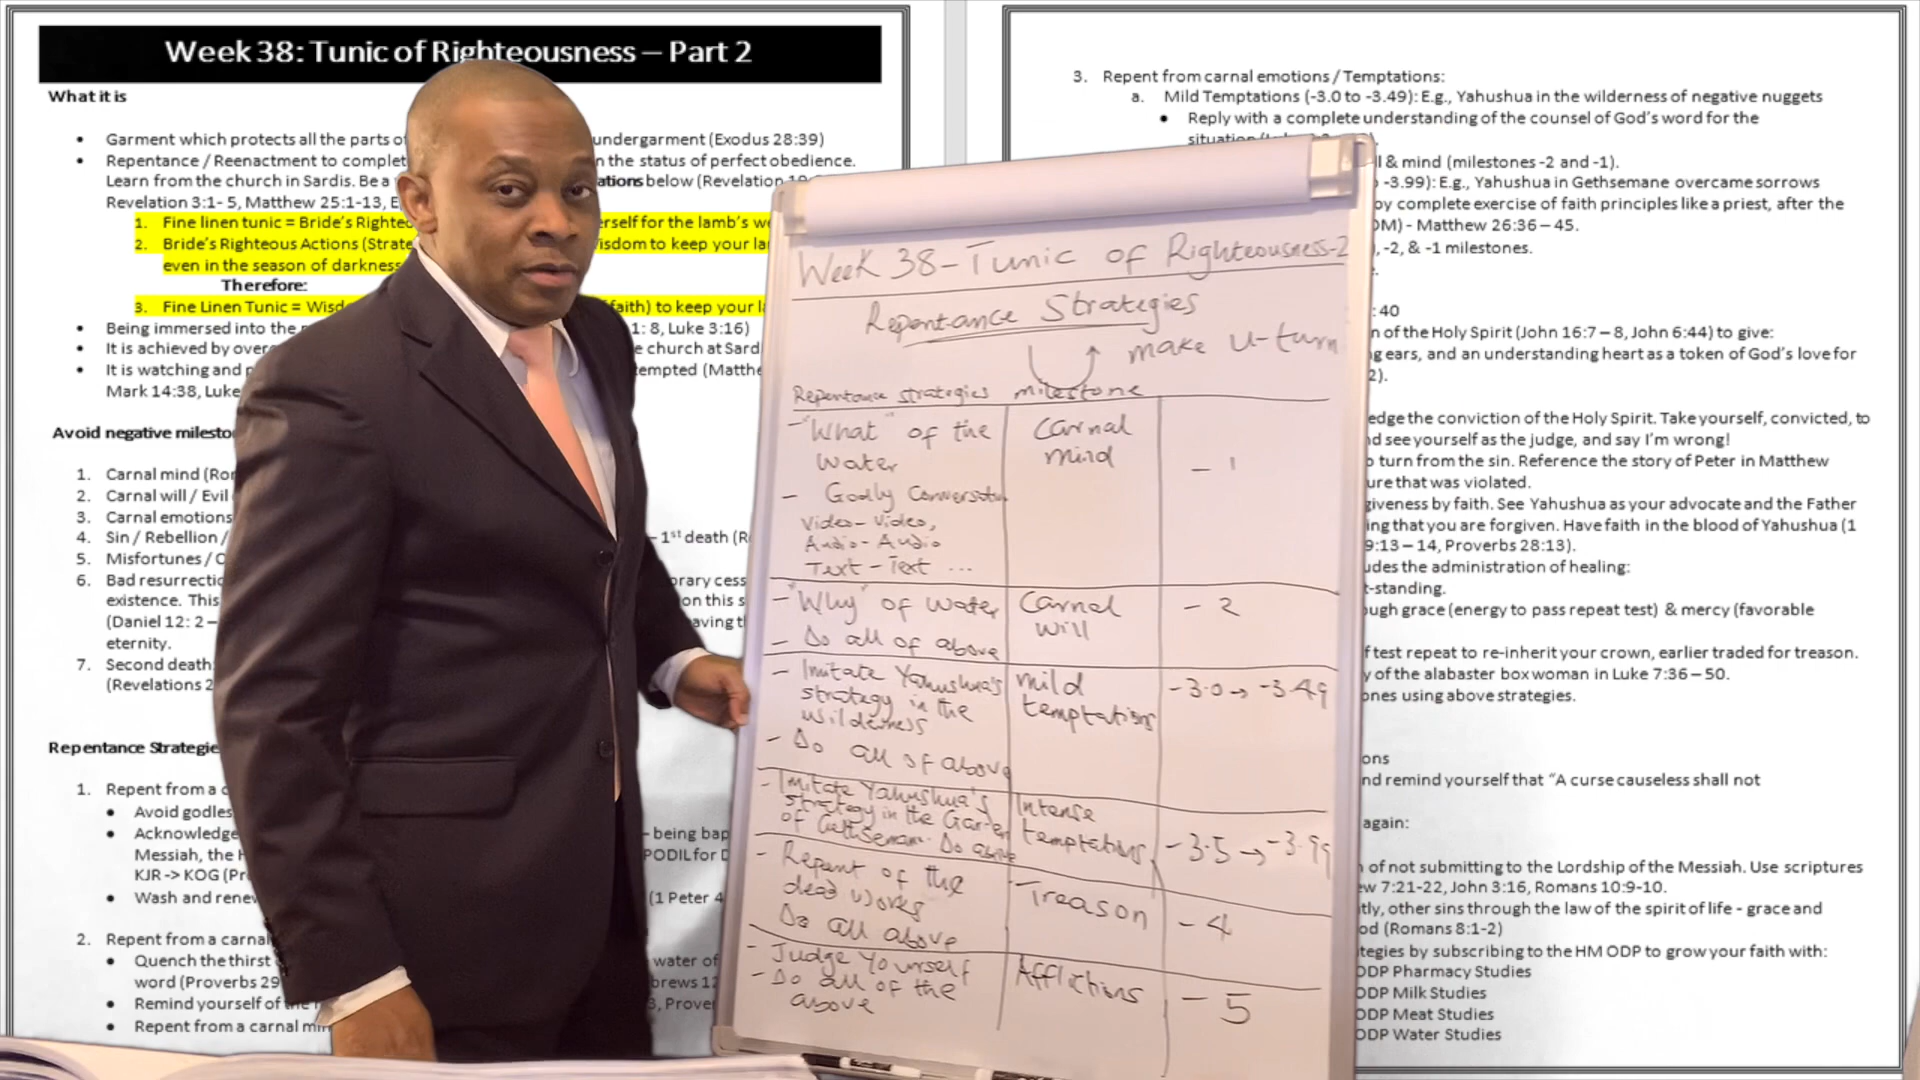 Week 38: Tunic of Righteousness – Part 2
What it is
• Garment which protects all the parts of undergarment (Exodus 28:39)
• Repentance / Reenactment to complet n the status of perfect obedience.
Learn from the church in Sardis. Be a ations below (Revelation 19:
Revelation 3:1- 5, Matthew 25:1-13, E
1. Fine linen tunic = Bride's Righteo erself for the lamb's we
2. Bride's Righteous Actions (Strate isdom to keep your la
even in the season of darkness
Therefore:
3. Fine Linen Tunic = Wisd faith) to keep your la
• Being immersed into the 1: 8, Luke 3:16)
• It is achieved by over e church at Sard
• It is watching and p empted (Matthe
Mark 14:38, Luke
Avoid negative milesto
1. Carnal mind (Ro
2. Carnal will / Evil
3. Carnal emotions
4. Sin / Rebellion / – 1st death (R
5. Misfortunes / C
6. Bad resurrectio orary cess
existence. This on this s
(Daniel 12: 2 – aving th
eternity.
7. Second death
(Revelations 2
Repentance Strategie
1. Repent from a c
• Avoid godles
• Acknowledge – being bap
Messiah, the H PODIL for D
KJR -> KOG (Pr
• Wash and renew (1 Peter 4
2. Repent from a carnal
• Quench the thirst water of
word (Proverbs 29 brews 12
• Remind yourself of the 3, Prover
• Repent from a carnal min
Week 38-Tunic of Righteousness-2
Repentance Strategies
make u-turn
Repentance strategies milestone
- "What" of the Carnal
water mind - 1
- Godly Conversation
Video-Video,
Audio-Audio
Text-Text ...
- "Why" of water Carnal - 2
- Do all of above will
- Imitate Yahushua's mild -3.0 → -3.49
strategy in the temptations
wilderness
- Do all of above
- Imitate Yahushua's Intense
strategy in the Garden temptations -3.5 → -3.99
of Gethsemane. Do above
- Repent of the Treason - 4
dead works
Do all above
- Judge Yourself Afflictions - 5
- Do all of the
above
3. Repent from carnal emotions / Temptations:
a. Mild Temptations (-3.0 to -3.49): E.g., Yahushua in the wilderness of negative nuggets
• Reply with a complete understanding of the counsel of God's word for the
situation
l & mind (milestones -2 and -1).
-3.99): E.g., Yahushua in Gethsemane overcame sorrows
by complete exercise of faith principles like a priest, after the
OM) - Matthew 26:36 – 45.
, -2, & -1 milestones.
: 40
n of the Holy Spirit (John 16:7 – 8, John 6:44) to give:
g ears, and an understanding heart as a token of God's love for
2).
edge the conviction of the Holy Spirit. Take yourself, convicted, to
d see yourself as the judge, and say I'm wrong!
o turn from the sin. Reference the story of Peter in Matthew
ure that was violated.
giveness by faith. See Yahushua as your advocate and the Father
ing that you are forgiven. Have faith in the blood of Yahushua (1
9:13 – 14, Proverbs 28:13).
udes the administration of healing:
t-standing.
ugh grace (energy to pass repeat test) & mercy (favorable
f test repeat to re-inherit your crown, earlier traded for treason.
y of the alabaster box woman in Luke 7:36 – 50.
ones using above strategies.
ons
nd remind yourself that "A curse causeless shall not
again:
n of not submitting to the Lordship of the Messiah. Use scriptures
ew 7:21-22, John 3:16, Romans 10:9-10.
tly, other sins through the law of the spirit of life - grace and
od (Romans 8:1-2)
tegies by subscribing to the HM ODP to grow your faith with:
ODP Pharmacy Studies
ODP Milk Studies
ODP Meat Studies
ODP Water Studies